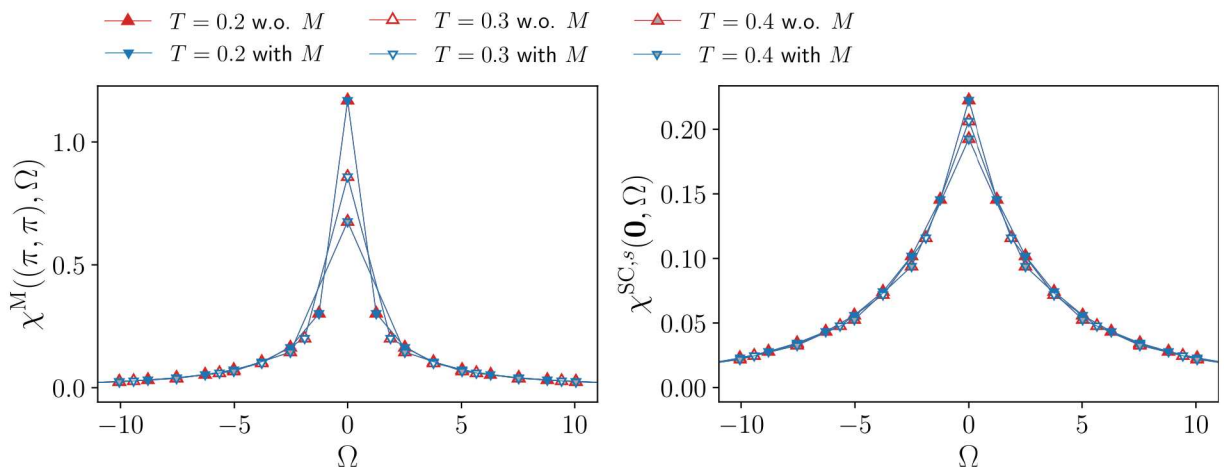 T = 0.2 w.o. M T = 0.3 w.o. M T = 0.4 w.o. M
T = 0.2 with M T = 0.3 with M T = 0.4 with M
χ^M((π, π), Ω)
1.0
0.5
0.0
−10 −5 0 5 10
Ω
χ^{SC,s}(𝟎, Ω)
0.20
0.15
0.10
0.05
0.00
−10 −5 0 5 10
Ω